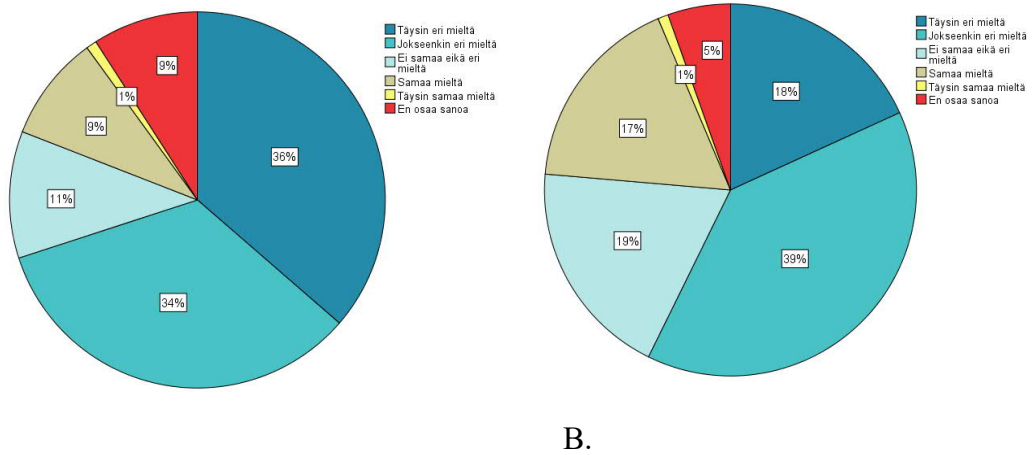 Täysin eri mieltä
Jokseenkin eri mieltä
Ei samaa eikä eri
mieltä
Samaa mieltä
Täysin samaa mieltä
En osaa sanoa
9%
1%
9%
36%
11%
34%
Täysin eri mieltä
Jokseenkin eri mieltä
Ei samaa eikä eri
mieltä
Samaa mieltä
Täysin samaa mieltä
En osaa sanoa
5%
1%
18%
17%
19%
39%
B.